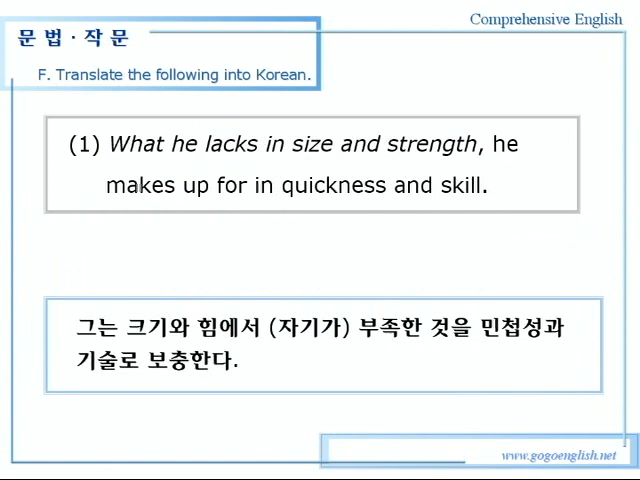 Comprehensive English
문 법 · 작 문
F. Translate the following into Korean.
(1) What he lacks in size and strength, he
makes up for in quickness and skill.
그는 크기와 힘에서 (자기가) 부족한 것을 민첩성과
기술로 보충한다.
www.gogoenglish.net